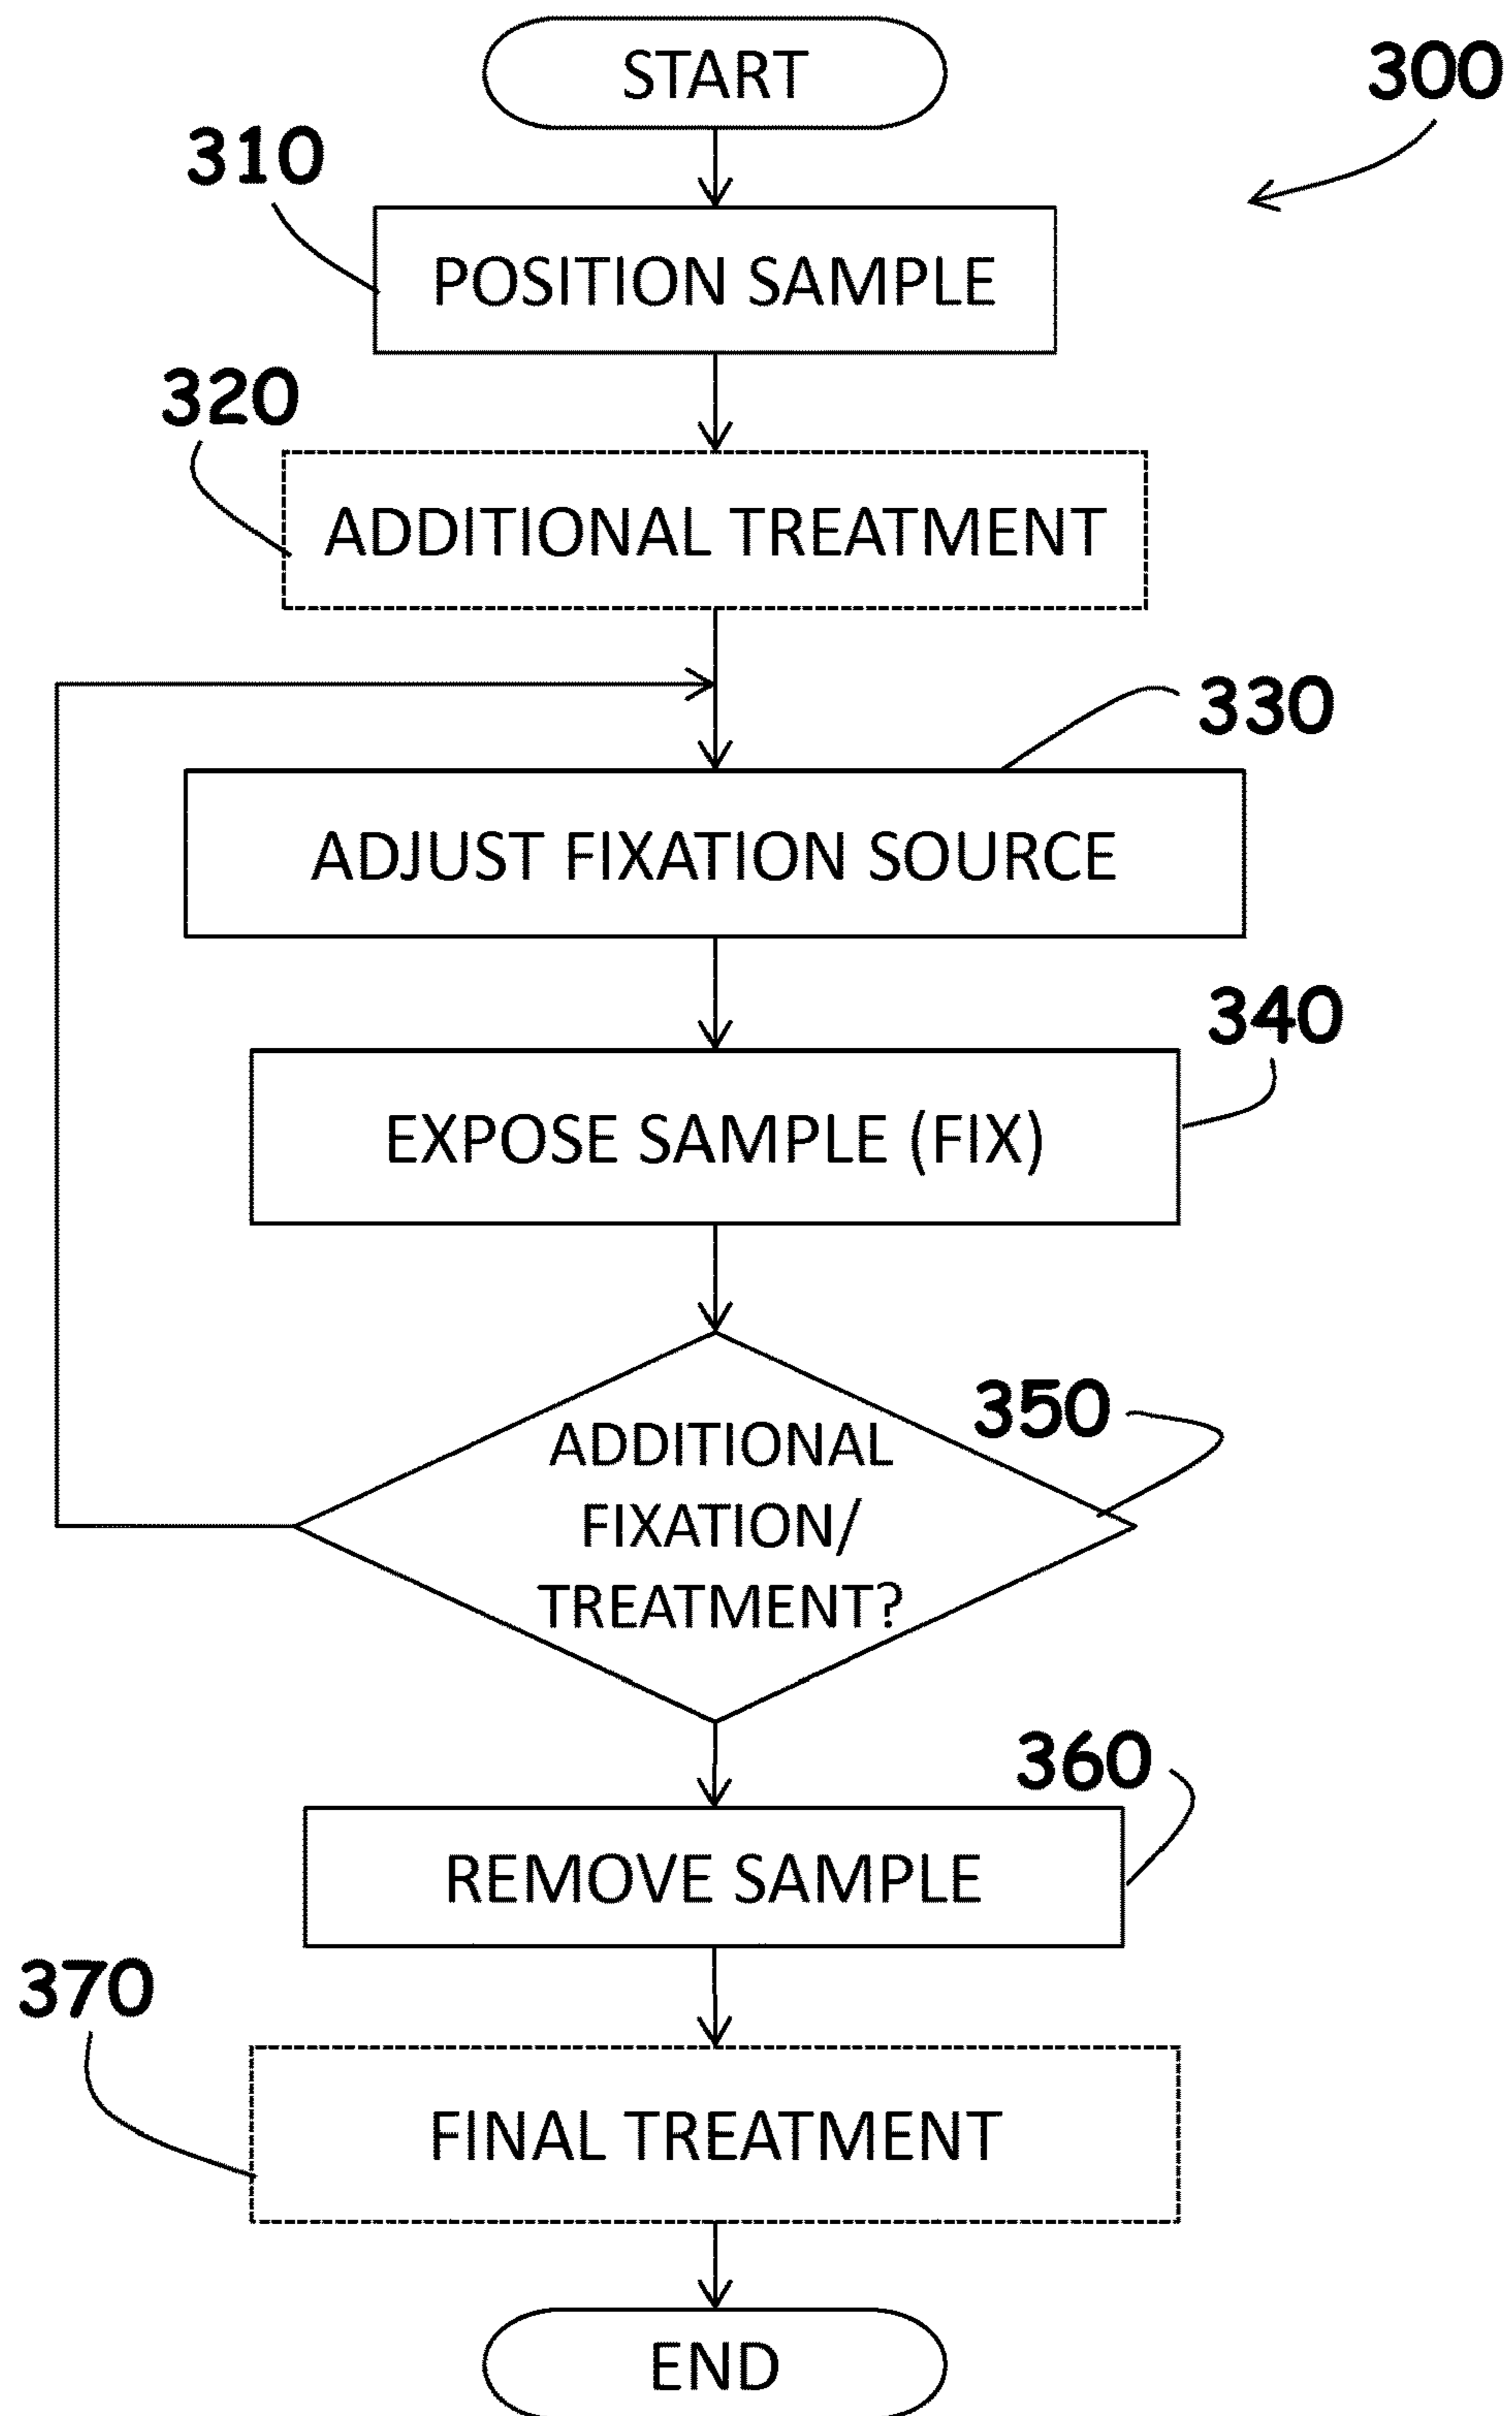 START
300
310
POSITION SAMPLE
320
ADDITIONAL TREATMENT
330
ADJUST FIXATION SOURCE
340
EXPOSE SAMPLE (FIX)
350
ADDITIONAL
FIXATION/
TREATMENT?
360
REMOVE SAMPLE
370
FINAL TREATMENT
END